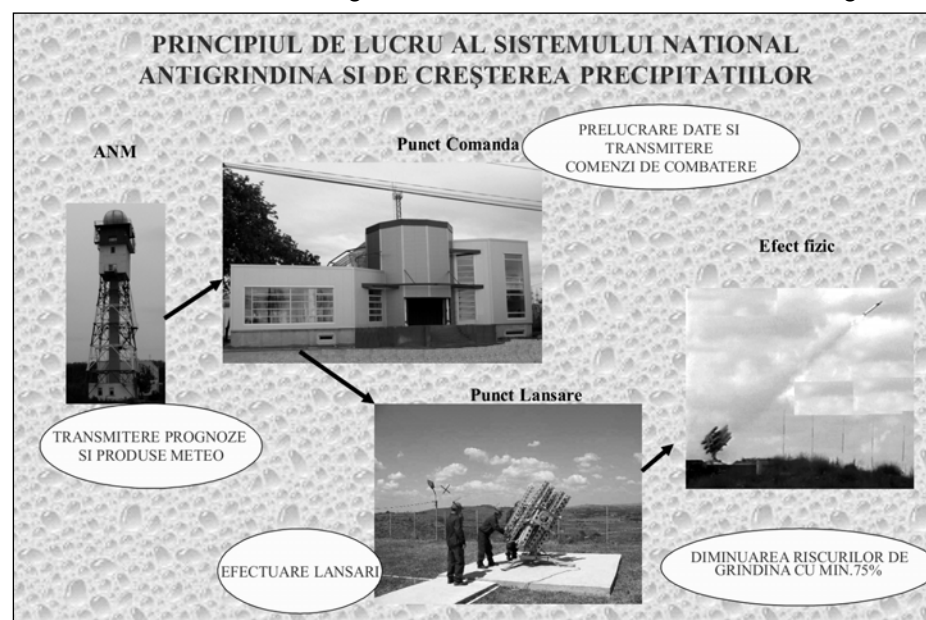 PRINCIPIUL DE LUCRU AL SISTEMULUI NATIONAL
ANTIGRINDINA SI DE CREŞTEREA PRECIPITATIILOR
ANM
Punct Comanda
PRELUCRARE DATE SI
TRANSMITERE
COMENZI DE COMBATERE
Efect fizic
Punct Lansare
TRANSMITERE PROGNOZE
SI PRODUSE METEO
EFECTUARE LANSARI
DIMINUAREA RISCURILOR DE
GRINDINA CU MIN.75%